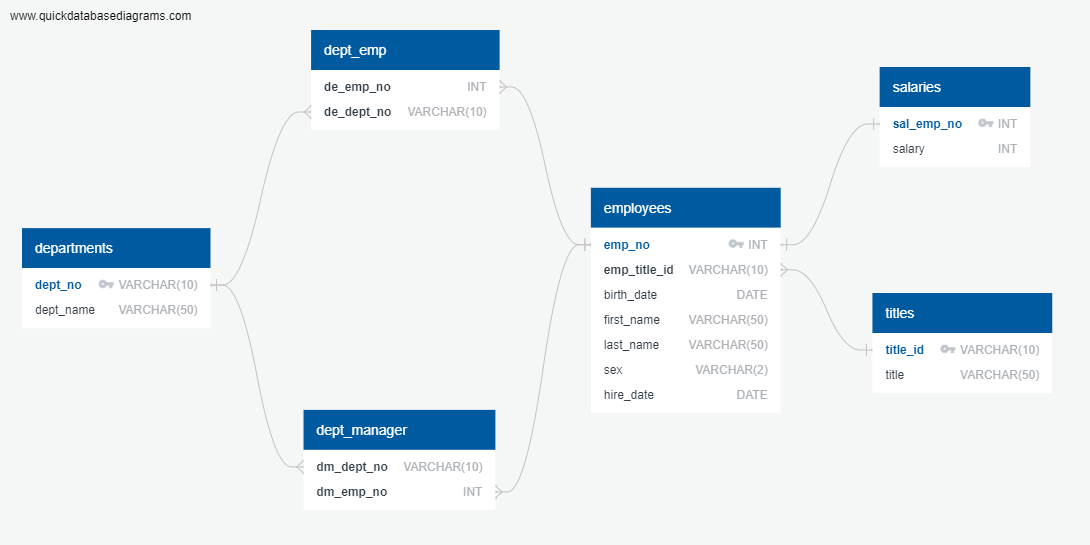 www.quickdatabasediagrams.com
dept_emp
de_emp_no INT
de_dept_no VARCHAR(10)
salaries
sal_emp_no INT
salary INT
employees
emp_no INT
emp_title_id VARCHAR(10)
birth_date DATE
first_name VARCHAR(50)
last_name VARCHAR(50)
sex VARCHAR(2)
hire_date DATE
departments
dept_no VARCHAR(10)
dept_name VARCHAR(50)
titles
title_id VARCHAR(10)
title VARCHAR(50)
dept_manager
dm_dept_no VARCHAR(10)
dm_emp_no INT